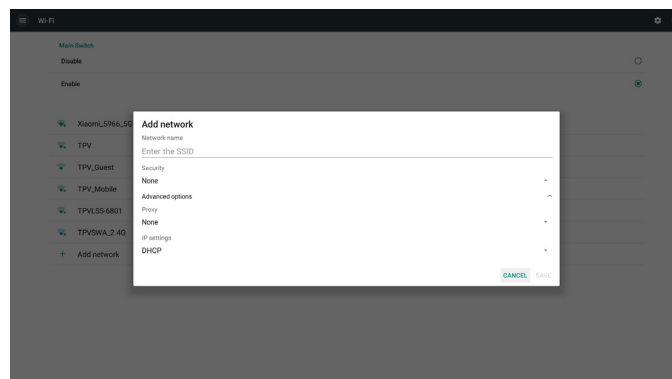 Wi-Fi
Main Switch
Disable
Enable
Xiaomi_5966_5G
TPV
TPV_Guest
TPV_Mobile
TPVLSS-6801
TPVSWA_2.4G
Add network
Add network
Network name
Enter the SSID
Security
None
Advanced options
Proxy
None
IP settings
DHCP
CANCEL SAVE